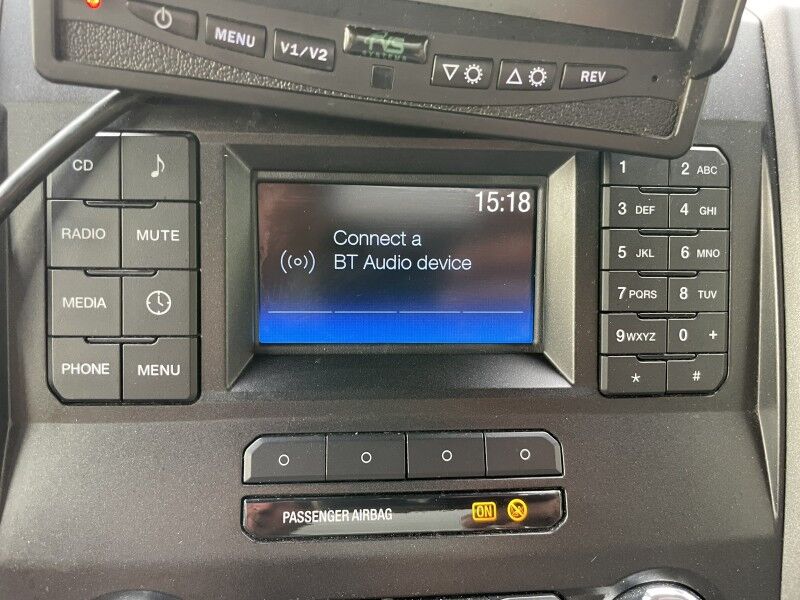 MENU
V1/V2
REV
CD
RADIO MUTE
MEDIA
PHONE MENU
15:18
Connect a
BT Audio device
1 2 ABC
3 DEF 4 GHI
5 JKL 6 MNO
7 PQRS 8 TUV
9 WXYZ 0 +
* #
PASSENGER AIRBAG ON